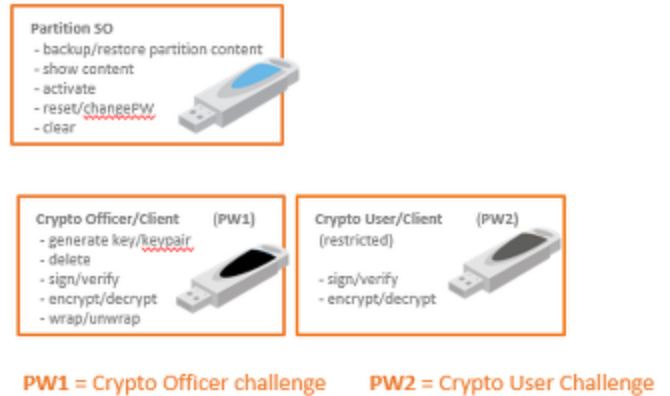 Partition SO
- backup/restore partition content
- show content
- activate
- reset/changePW
- clear
Crypto Officer/Client (PW1)
- generate key/keypair
- delete
- sign/verify
- encrypt/decrypt
- wrap/unwrap
Crypto User/Client (PW2)
(restricted)
- sign/verify
- encrypt/decrypt
PW1 = Crypto Officer challenge
PW2 = Crypto User Challenge